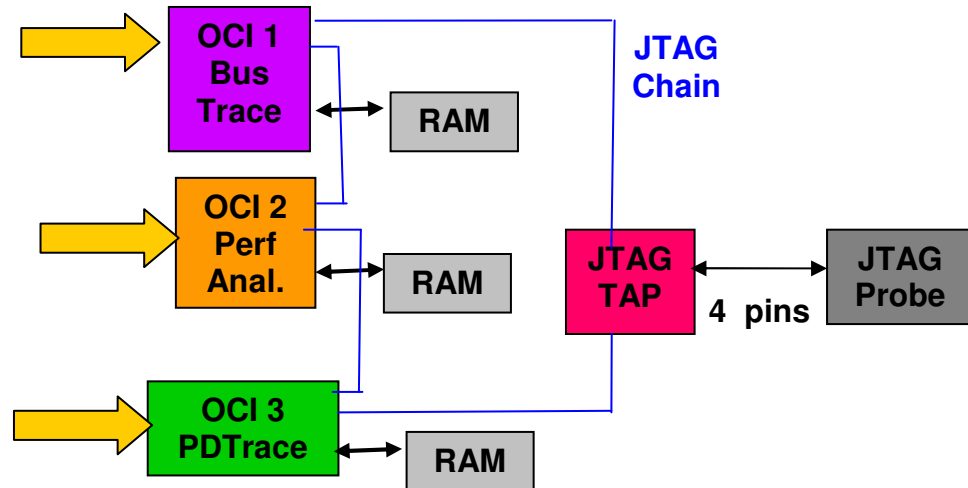 OCI 1
Bus
Trace
JTAG
Chain
RAM
OCI 2
Perf
Anal.
RAM
JTAG
TAP
4 pins
JTAG
Probe
OCI 3
PDTrace
RAM